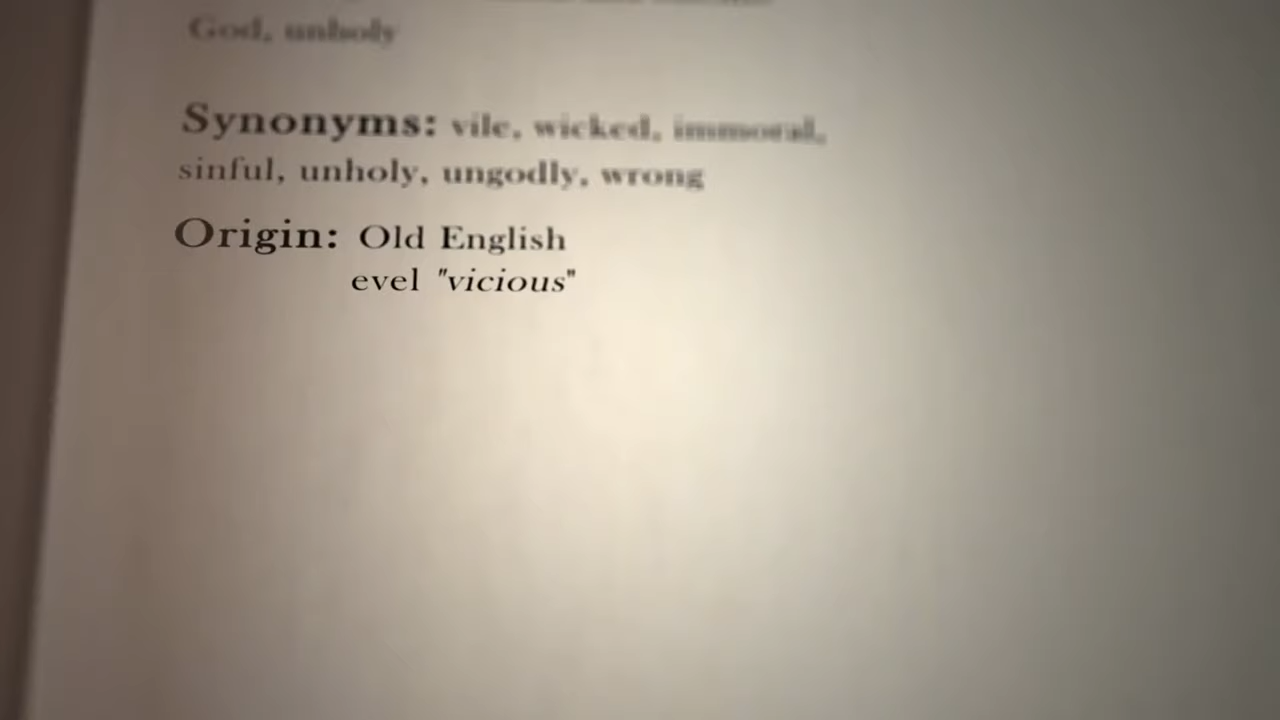 God, unholy
Synonyms: vile, wicked, immoral,
sinful, unholy, ungodly, wrong
Origin: Old English
evel "vicious"